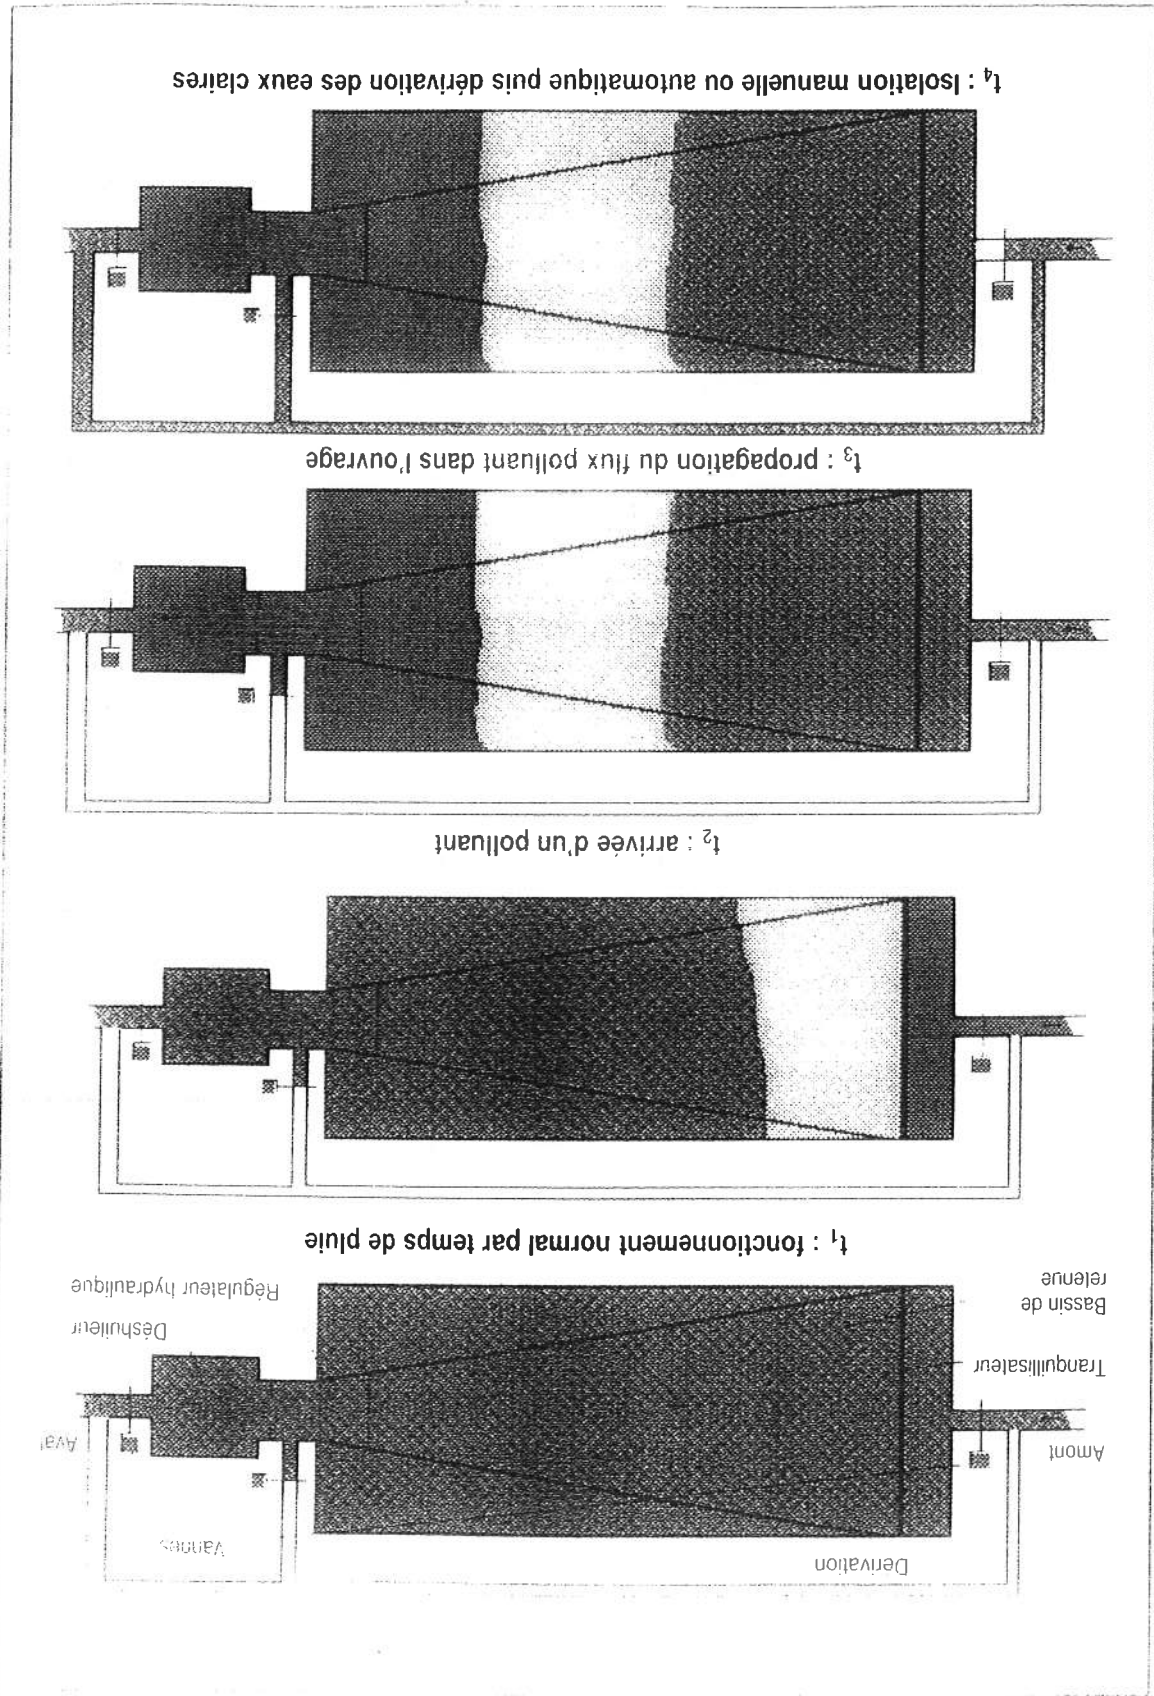 Dérivation
Vannes
Amont
Aval
Tranquillisateur
Déshuileur
Bassin de
retenue
Régulateur hydraulique
t₁ : fonctionnement normal par temps de pluie
t₂ : arrivée d'un polluant
t₃ : propagation du flux polluant dans l'ouvrage
t₄ : Isolation manuelle ou automatique puis dérivation des eaux claires